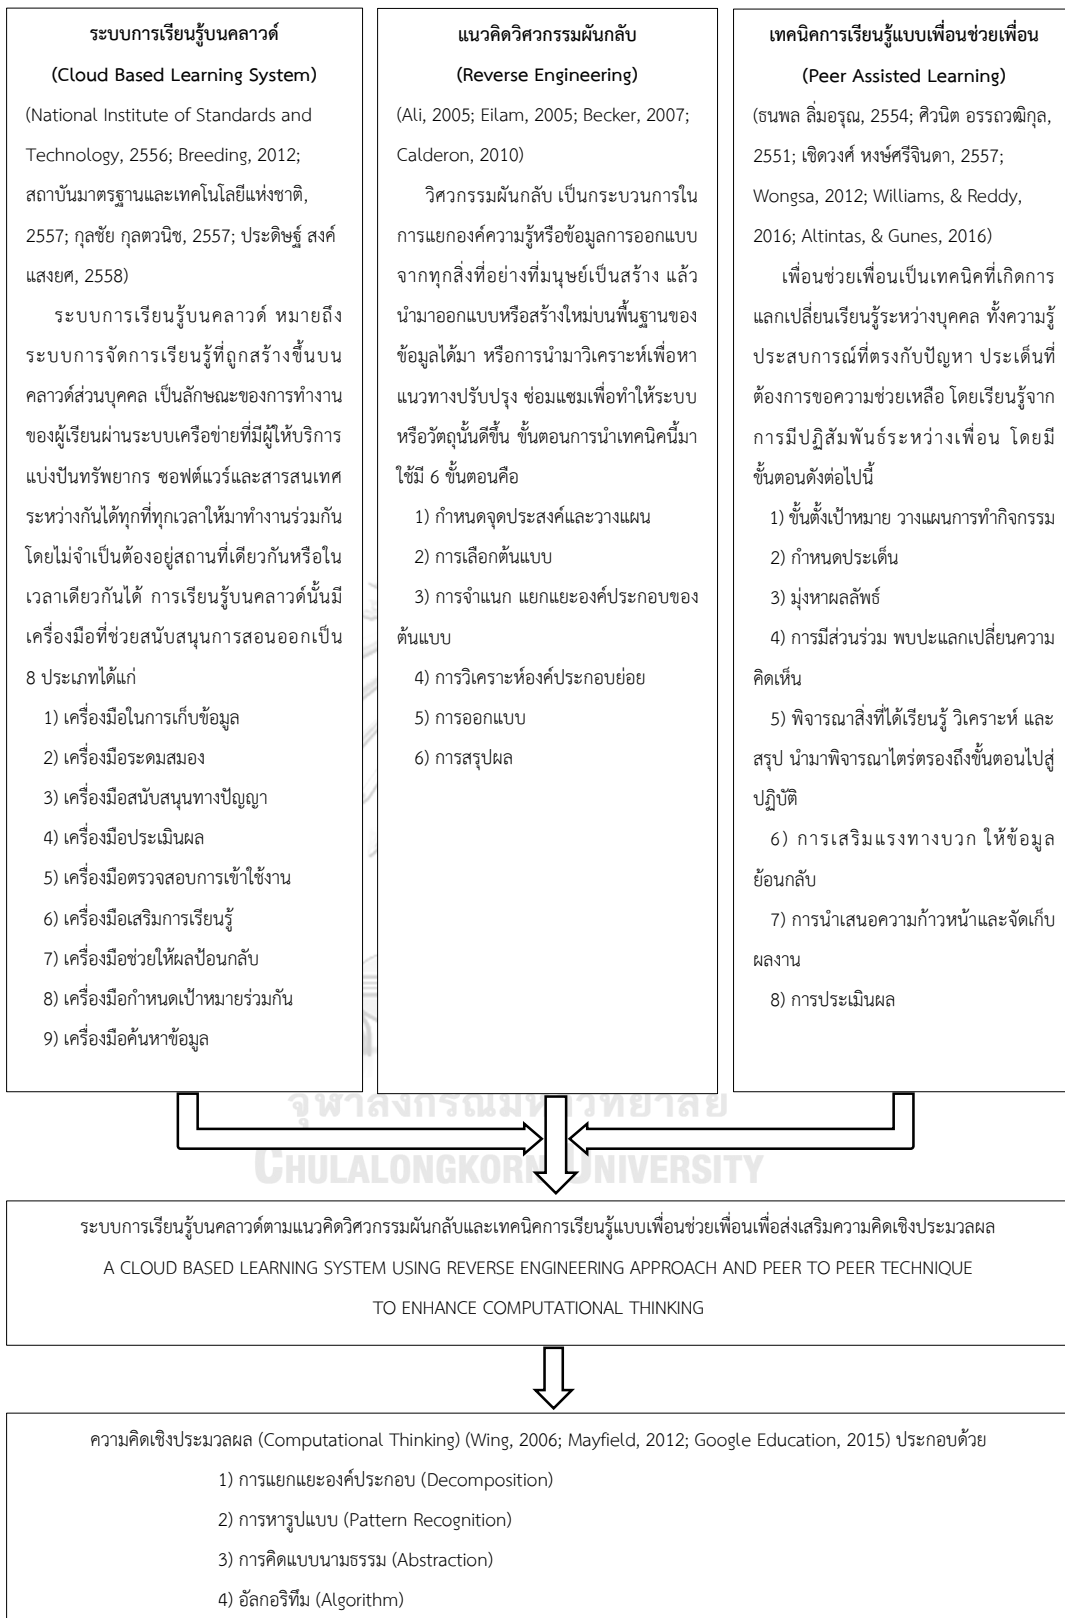 ระบบการเรียนรู้บนคลาวด์
(Cloud Based Learning System)
(National Institute of Standards and
Technology, 2556; Breeding, 2012;
สถาบันมาตรฐานและเทคโนโลยีแห่งชาติ,
2557; กุลชัย กุลตวนิช, 2557; ประดิษฐ์ สงค์
แสงยศ, 2558)
ระบบการเรียนรู้บนคลาวด์ หมายถึง
ระบบการจัดการเรียนรู้ที่ถูกสร้างขึ้นบน
คลาวด์ส่วนบุคคล เป็นลักษณะของการทำงาน
ของผู้เรียนผ่านระบบเครือข่ายที่มีผู้ให้บริการ
แบ่งปันทรัพยากร ซอฟต์แวร์และสารสนเทศ
ระหว่างกันได้ทุกที่ทุกเวลาให้มาทำงานร่วมกัน
โดยไม่จำเป็นต้องอยู่สถานที่เดียวกันหรือใน
เวลาเดียวกันได้ การเรียนรู้บนคลาวด์นั้นมี
เครื่องมือที่ช่วยสนับสนุนการสอนออกเป็น
8 ประเภทได้แก่
1) เครื่องมือในการเก็บข้อมูล
2) เครื่องมือระดมสมอง
3) เครื่องมือสนับสนุนทางปัญญา
4) เครื่องมือประเมินผล
5) เครื่องมือตรวจสอบการเข้าใช้งาน
6) เครื่องมือเสริมการเรียนรู้
7) เครื่องมือช่วยให้ผลป้อนกลับ
8) เครื่องมือกำหนดเป้าหมายร่วมกัน
9) เครื่องมือค้นหาข้อมูล
แนวคิดวิศวกรรมผันกลับ
(Reverse Engineering)
(Ali, 2005; Eilam, 2005; Becker, 2007;
Calderon, 2010)
วิศวกรรมผันกลับ เป็นกระบวนการใน
การแยกองค์ความรู้หรือข้อมูลการออกแบบ
จากทุกสิ่งที่อย่างที่มนุษย์เป็นสร้าง แล้ว
นำมาออกแบบหรือสร้างใหม่บนพื้นฐานของ
ข้อมูลได้มา หรือการนำมาวิเคราะห์เพื่อหา
แนวทางปรับปรุง ซ่อมแซมเพื่อทำให้ระบบ
หรือวัตถุนั้นดีขึ้น ขั้นตอนการนำเทคนิคนี้มา
ใช้มี 6 ขั้นตอนคือ
1) กำหนดจุดประสงค์และวางแผน
2) การเลือกต้นแบบ
3) การจำแนก แยกแยะองค์ประกอบของ
ต้นแบบ
4) การวิเคราะห์องค์ประกอบย่อย
5) การออกแบบ
6) การสรุปผล
เทคนิคการเรียนรู้แบบเพื่อนช่วยเพื่อน
(Peer Assisted Learning)
(ธนพล ลิ่มอรุณ, 2554; ศิวนิต อรรถวฒิกุล,
2551; เชิดวงศ์ หงษ์ศรีจินดา, 2557;
Wongsa, 2012; Williams, & Reddy,
2016; Altintas, & Gunes, 2016)
เพื่อนช่วยเพื่อนเป็นเทคนิคที่เกิดการ
แลกเปลี่ยนเรียนรู้ระหว่างบุคคล ทั้งความรู้
ประสบการณ์ที่ตรงกับปัญหา ประเด็นที่
ต้องการขอความช่วยเหลือ โดยเรียนรู้จาก
การมีปฏิสัมพันธ์ระหว่างเพื่อน โดยมี
ขั้นตอนดังต่อไปนี้
1) ขั้นตั้งเป้าหมาย วางแผนการทำกิจกรรม
2) กำหนดประเด็น
3) มุ่งหาผลลัพธ์
4) การมีส่วนร่วม พบปะแลกเปลี่ยนความ
คิดเห็น
5) พิจารณาสิ่งที่ได้เรียนรู้ วิเคราะห์ และ
สรุป นำมาพิจารณาไตร่ตรองถึงขั้นตอนไปสู่
ปฏิบัติ
6) การเสริมแรงทางบวก ให้ข้อมูล
ย้อนกลับ
7) การนำเสนอความก้าวหน้าและจัดเก็บ
ผลงาน
8) การประเมินผล
จุฬาลงกรณ์มหาวิทยาลัย
CHULALONGKORN UNIVERSITY
ระบบการเรียนรู้บนคลาวด์ตามแนวคิดวิศวกรรมผันกลับและเทคนิคการเรียนรู้แบบเพื่อนช่วยเพื่อนเพื่อส่งเสริมความคิดเชิงประมวลผล
A CLOUD BASED LEARNING SYSTEM USING REVERSE ENGINEERING APPROACH AND PEER TO PEER TECHNIQUE
TO ENHANCE COMPUTATIONAL THINKING
ความคิดเชิงประมวลผล (Computational Thinking) (Wing, 2006; Mayfield, 2012; Google Education, 2015) ประกอบด้วย
1) การแยกแยะองค์ประกอบ (Decomposition)
2) การหารูปแบบ (Pattern Recognition)
3) การคิดแบบนามธรรม (Abstraction)
4) อัลกอริทึม (Algorithm)